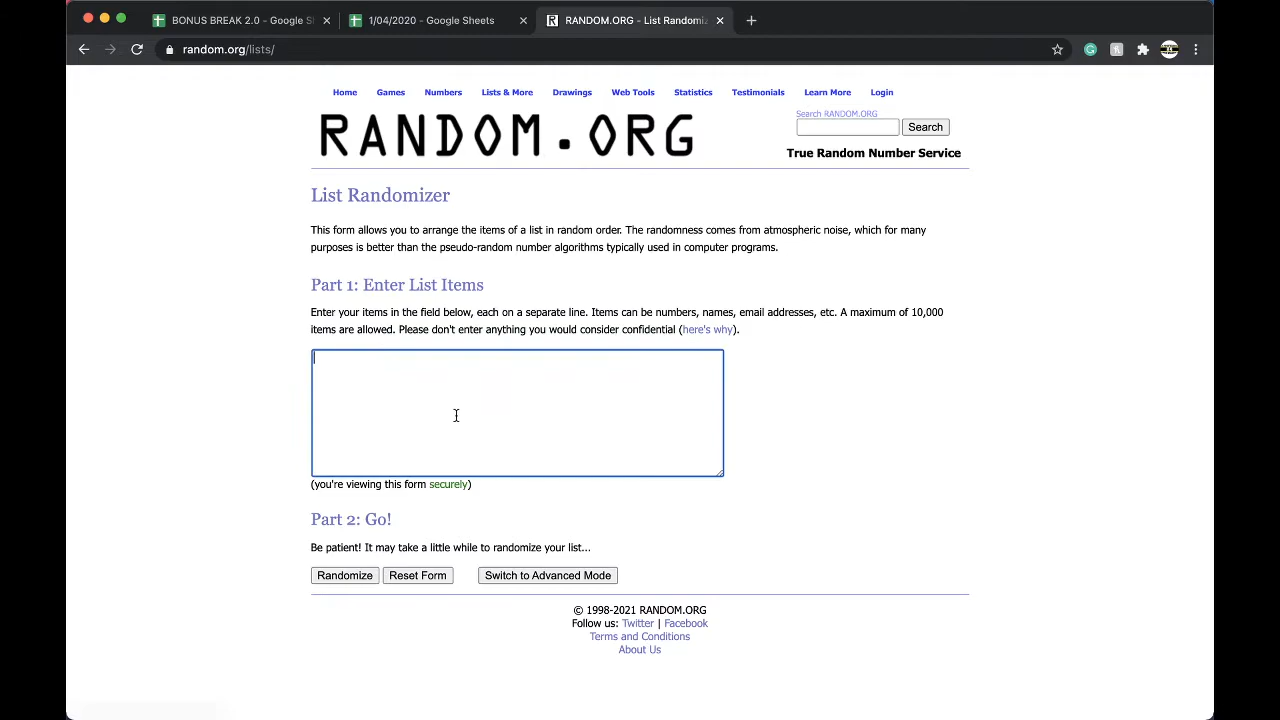 BONUS BREAK 2.0 - Google S
1/04/2020 - Google Sheets
RANDOM.ORG - List Randomiz
random.org/lists/
Home Games Numbers Lists & More Drawings Web Tools Statistics Testimonials Learn More Login
RANDOM.ORG
Search RANDOM.ORG
Search
True Random Number Service
List Randomizer
This form allows you to arrange the items of a list in random order. The randomness comes from atmospheric noise, which for many
purposes is better than the pseudo-random number algorithms typically used in computer programs.
Part 1: Enter List Items
Enter your items in the field below, each on a separate line. Items can be numbers, names, email addresses, etc. A maximum of 10,000
items are allowed. Please don't enter anything you would consider confidential (here's why).
(you're viewing this form securely)
Part 2: Go!
Be patient! It may take a little while to randomize your list...
Randomize Reset Form Switch to Advanced Mode
© 1998-2021 RANDOM.ORG
Follow us: Twitter | Facebook
Terms and Conditions
About Us